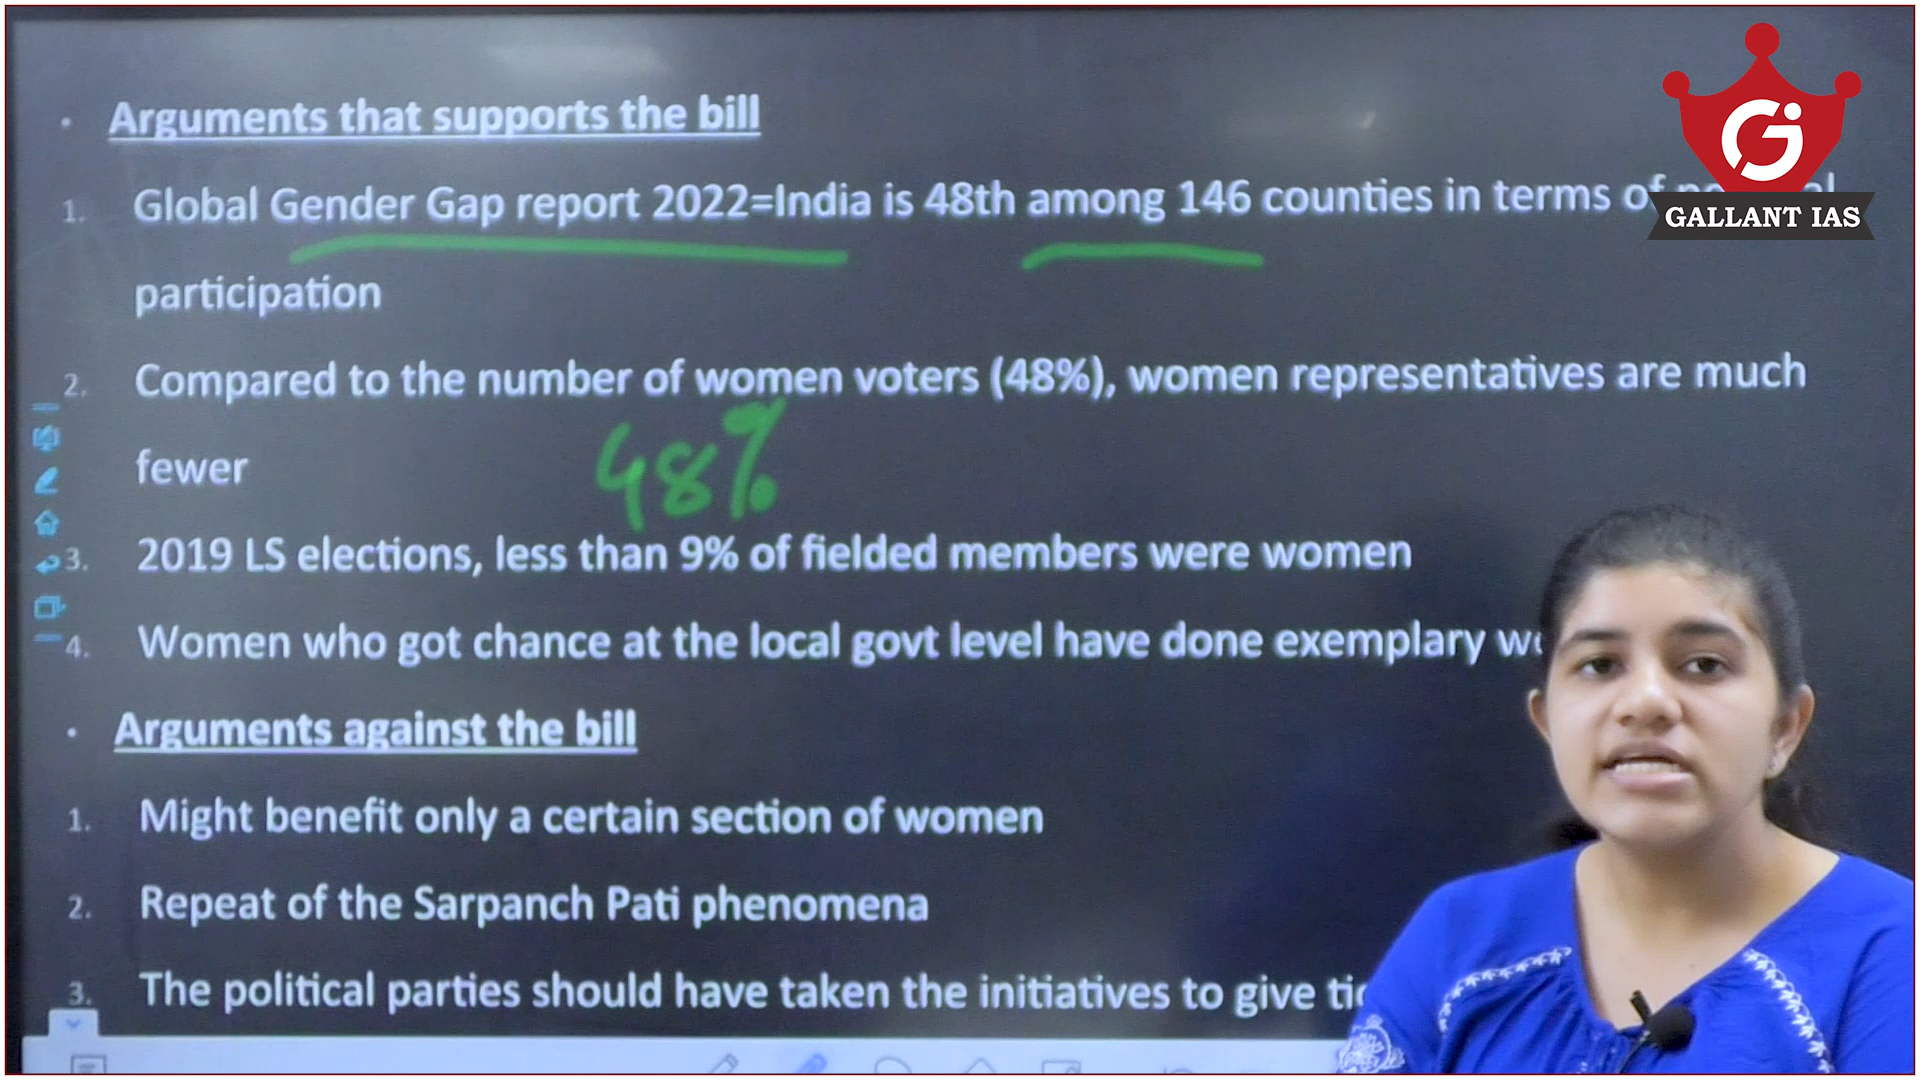 Arguments that supports the bill
1. Global Gender Gap report 2022=India is 48th among 146 counties in terms of
participation
2. Compared to the number of women voters (48%), women representatives are much
fewer
48%
3. 2019 LS elections, less than 9% of fielded members were women
4. Women who got chance at the local govt level have done exemplary
Arguments against the bill
1. Might benefit only a certain section of women
2. Repeat of the Sarpanch Pati phenomena
3. The political parties should have taken the initiatives to give
GALLANT IAS